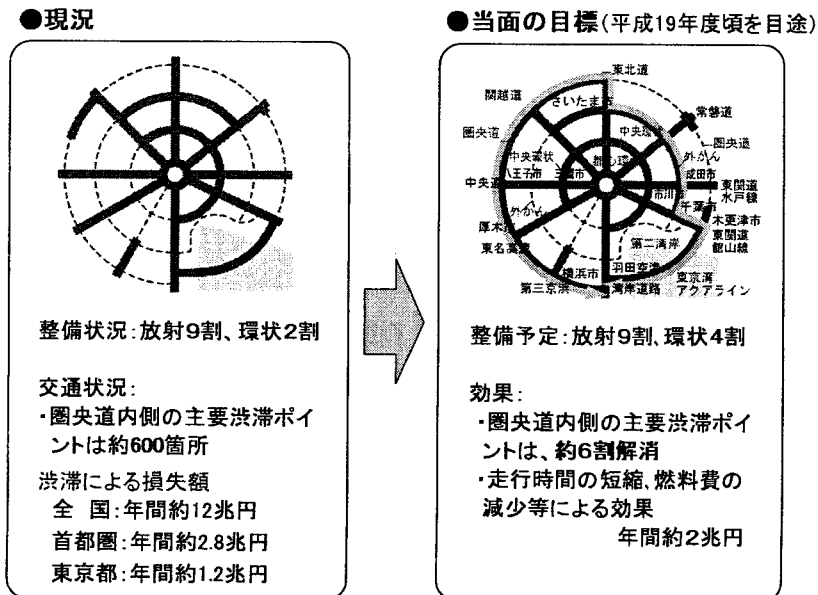 ●現況
整備状況:放射9割、環状2割
交通状況:
・圏央道内側の主要渋滞ポイ
ントは約600箇所
渋滞による損失額
全 国:年間約12兆円
首都圏:年間約2.8兆円
東京都:年間約1.2兆円
●当面の目標(平成19年度頃を目途)
東北道
関越道
さいたま市
常磐道
圏央道
中央環
圏央道
外かん
中央環状
都心環
八王子市
三鷹市
成田市
中央道
東関道
水戸線
市川市
千葉市
外かん
木更津市
厚木市
東関道
館山線
東名高速
第二湾岸
羽田空港
横浜市
東京湾
アクアライン
第三京浜
湾岸道路
整備予定:放射9割、環状4割
効果:
・圏央道内側の主要渋滞ポイ
ントは、約6割解消
・走行時間の短縮、燃料費の
減少等による効果
年間約2兆円